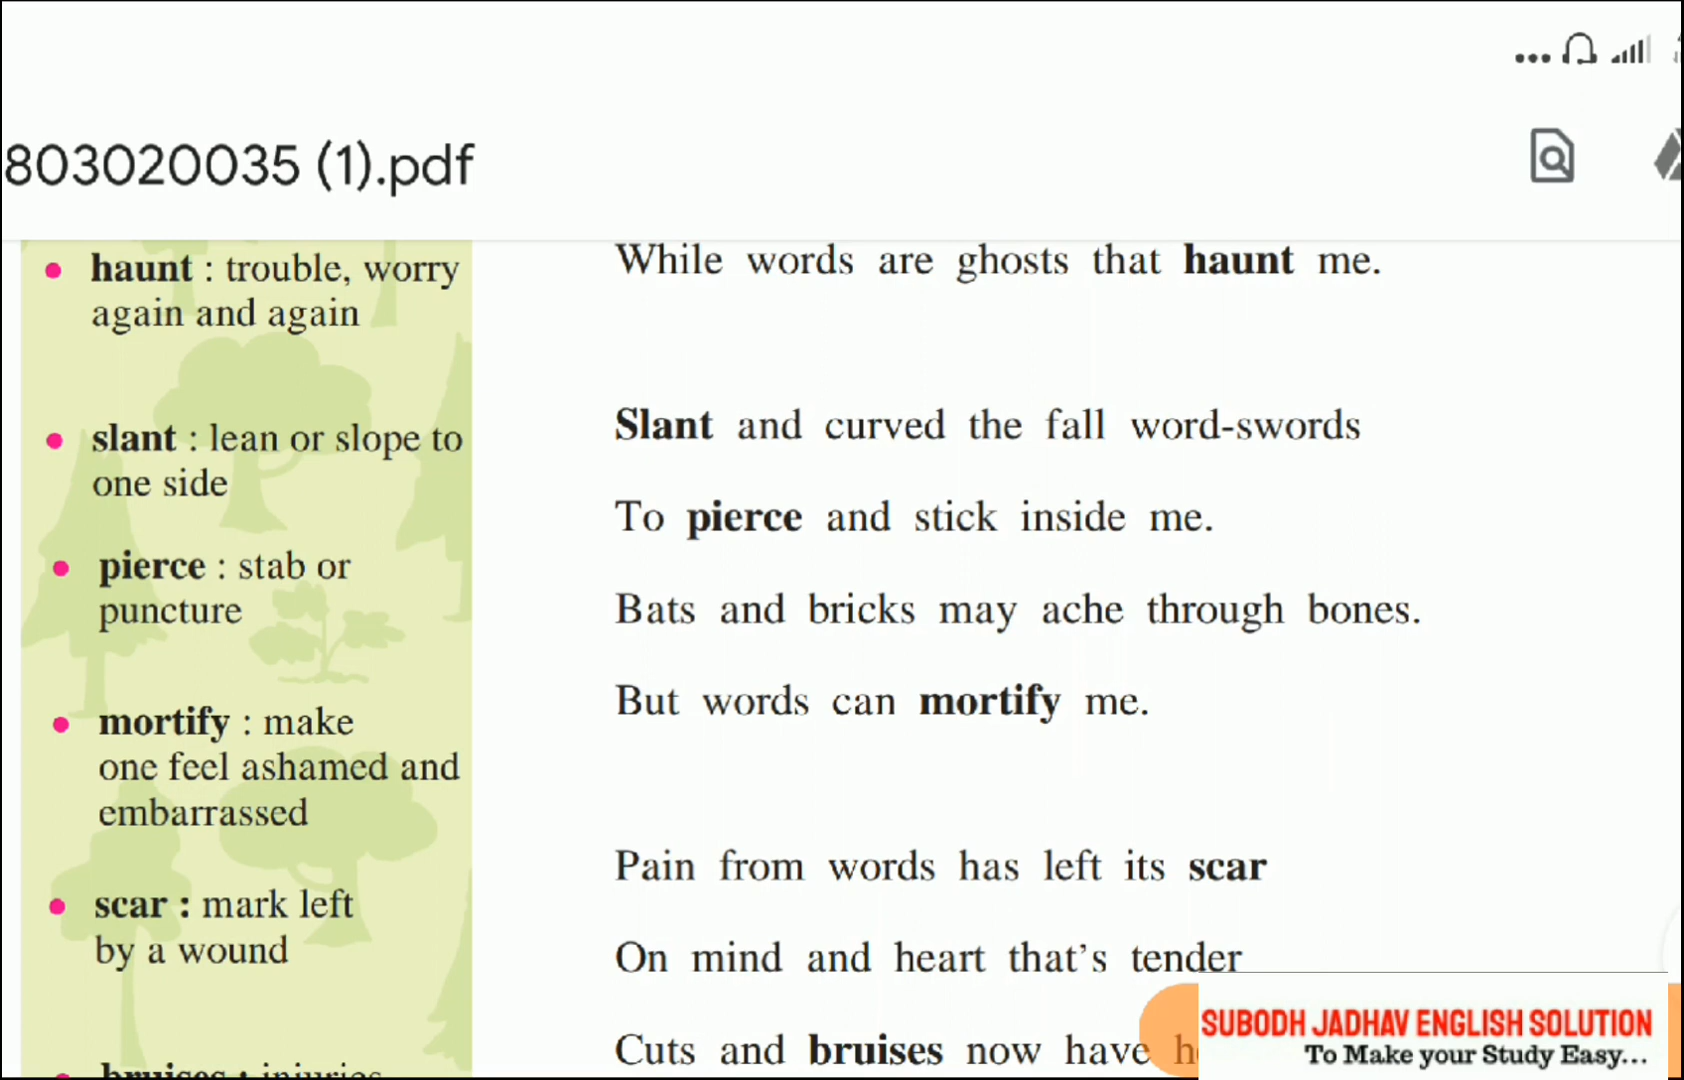 803020035 (1).pdf
• haunt : trouble, worry
again and again
• slant : lean or slope to
one side
• pierce : stab or
puncture
• mortify : make
one feel ashamed and
embarrassed
• scar : mark left
by a wound
• bruises : injuries
While words are ghosts that haunt me.
Slant and curved the fall word-swords
To pierce and stick inside me.
Bats and bricks may ache through bones.
But words can mortify me.
Pain from words has left its scar
On mind and heart that's tender
Cuts and bruises now have
SUBODH JADHAV ENGLISH SOLUTION
To Make your Study Easy...